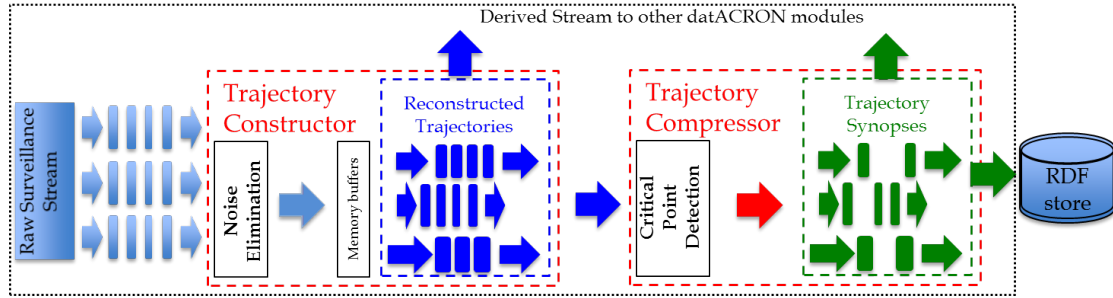 Derived Stream to other datACRON modules
Raw Surveillance
Stream
Trajectory
Constructor
Noise
Elimination
Memory buffers
Reconstructed
Trajectories
Trajectory
Compressor
Critical
Point
Detection
Trajectory
Synopses
RDF
store